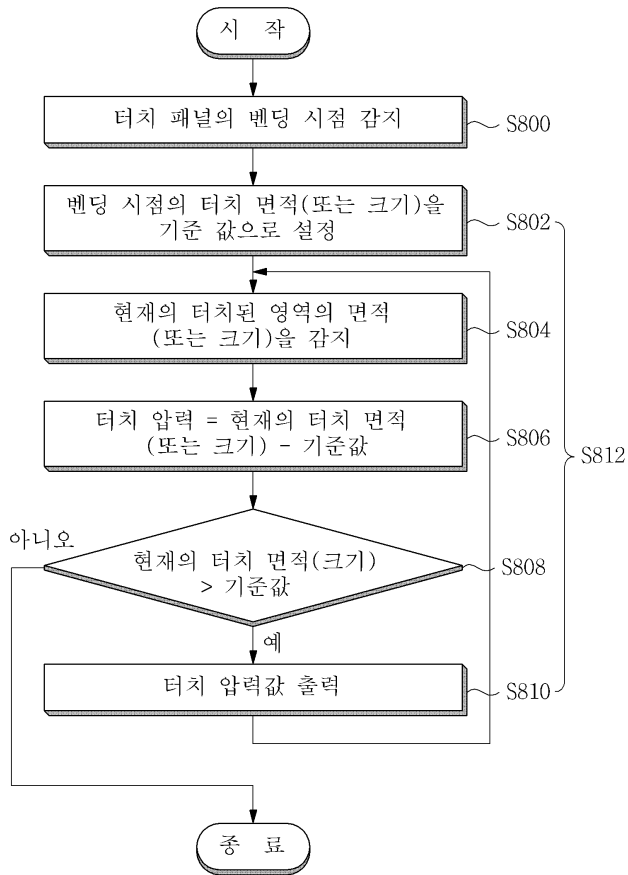 시 작
터치 패널의 벤딩 시점 감지
S800
벤딩 시점의 터치 면적(또는 크기)을
기준 값으로 설정
S802
현재의 터치된 영역의 면적
(또는 크기)을 감지
S804
터치 압력 = 현재의 터치 면적
(또는 크기) - 기준값
S806
S812
아니오
현재의 터치 면적(크기)
> 기준값
S808
예
터치 압력값 출력
S810
종 료